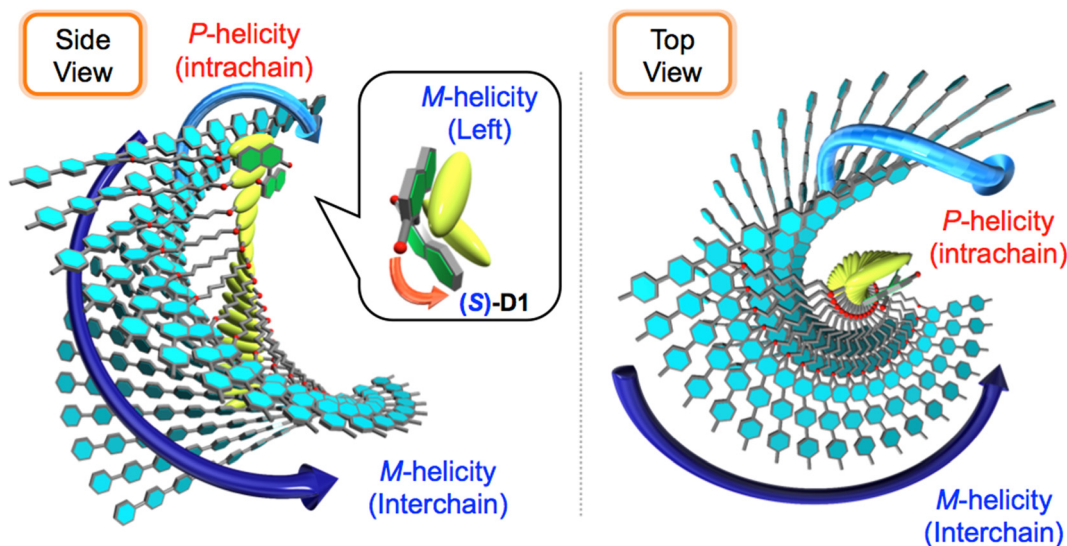 Side
View
P-helicity
(intrachain)
M-helicity
(Left)
(S)-D1
M-helicity
(Interchain)
Top
View
P-helicity
(intrachain)
M-helicity
(Interchain)